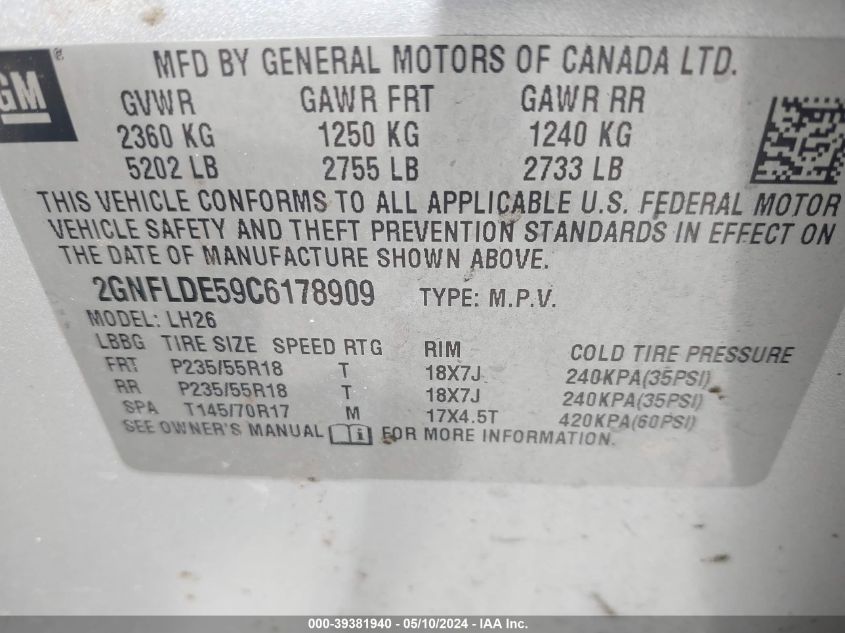 GM
®
MFD BY GENERAL MOTORS OF CANADA LTD.
GVWR GAWR FRT GAWR RR
2360 KG 1250 KG 1240 KG
5202 LB 2755 LB 2733 LB
THIS VEHICLE CONFORMS TO ALL APPLICABLE U.S. FEDERAL MOTOR
VEHICLE SAFETY AND THEFT PREVENTION STANDARDS IN EFFECT ON
THE DATE OF MANUFACTURE SHOWN ABOVE.
2GNFLDE59C6178909 TYPE: M.P.V.
MODEL: LH26
LBBG TIRE SIZE SPEED RTG RIM COLD TIRE PRESSURE
FRT P235/55R18 T 18X7J 240KPA(35PSI)
RR P235/55R18 T 18X7J 240KPA(35PSI)
SPA T145/70R17 M 17X4.5T 420KPA(60PSI)
SEE OWNER'S MANUAL FOR MORE INFORMATION.
000-39381940 - 05/10/2024 - IAA Inc.